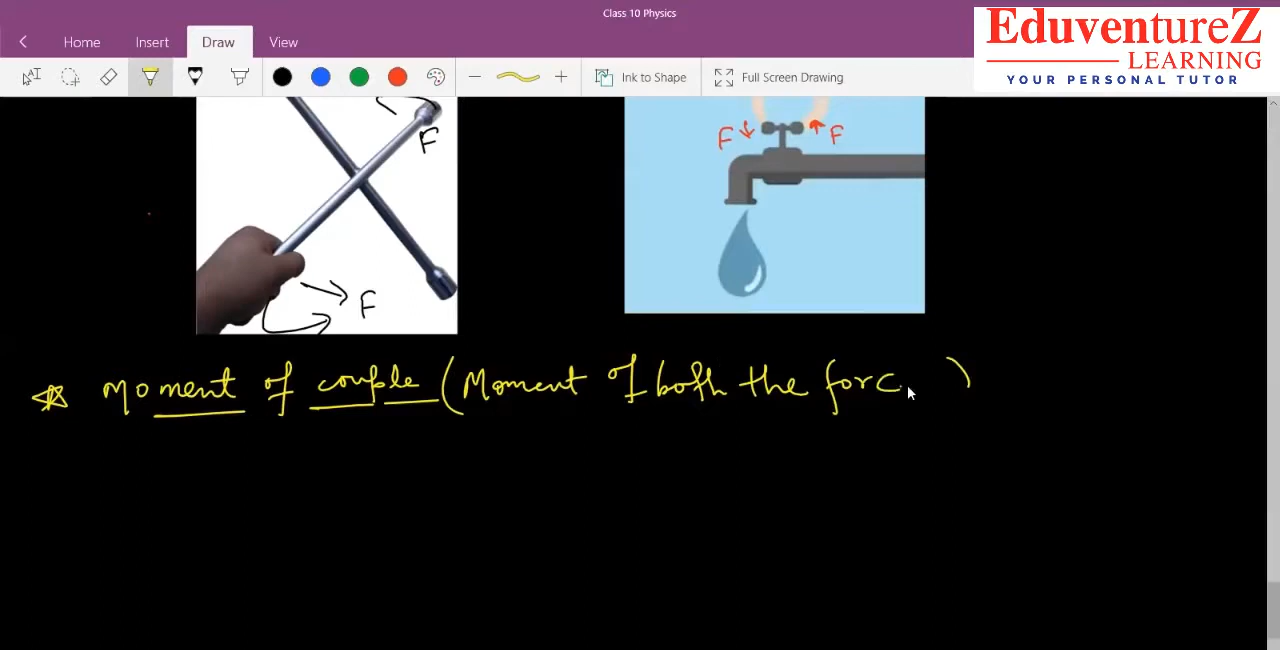 Class 10 Physics
EduventureZ
LEARNING
YOUR PERSONAL TUTOR
Home Insert Draw View
Ink to Shape Full Screen Drawing
F
F F
F
Moment of couple (Moment of both the forc )